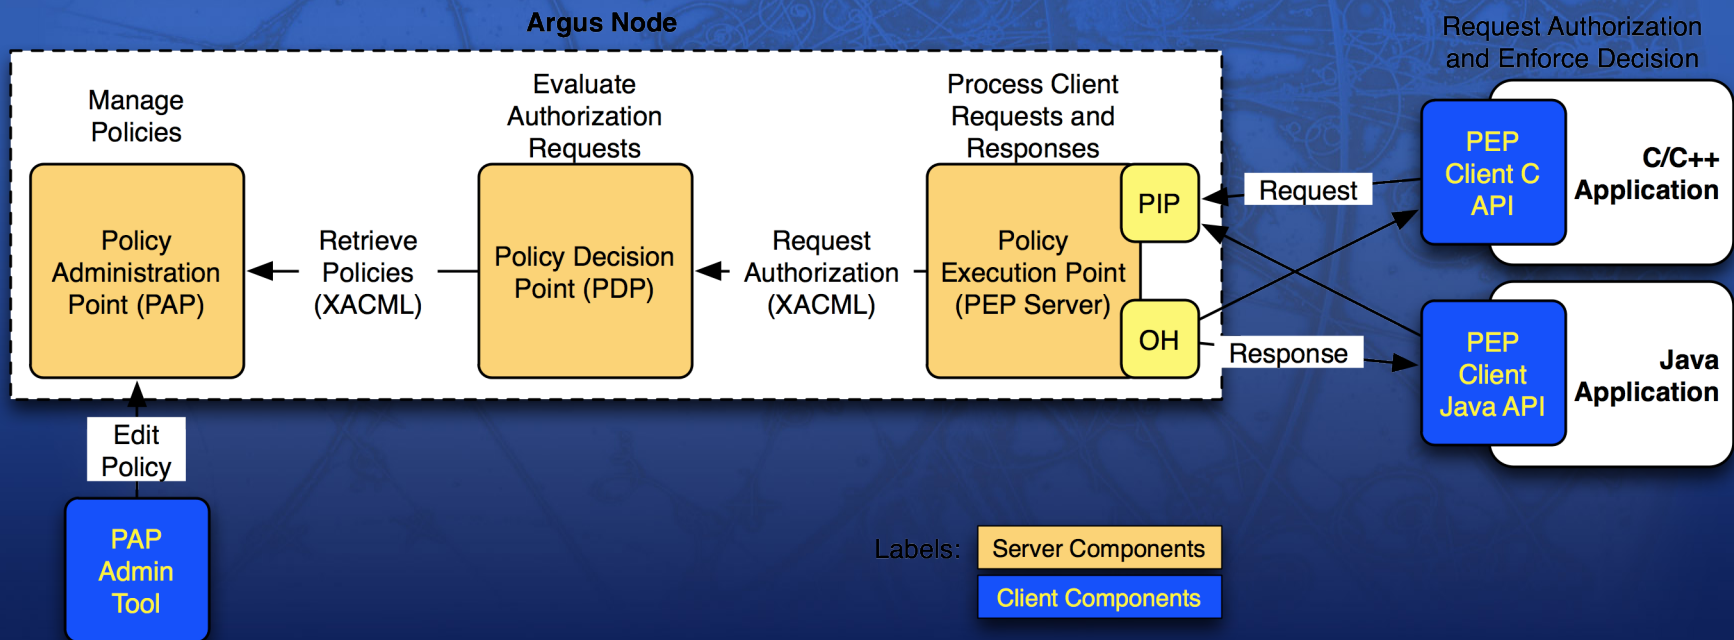 Argus Node
Request Authorization
and Enforce Decision
Manage
Policies
Evaluate
Authorization
Requests
Process Client
Requests and
Responses
Policy
Administration
Point (PAP)
Retrieve
Policies
(XACML)
Policy Decision
Point (PDP)
Request
Authorization
(XACML)
Policy
Execution Point
(PEP Server)
PIP
OH
Request
Response
PEP
Client C
API
C/C++
Application
PEP
Client
Java API
Java
Application
Edit
Policy
PAP
Admin
Tool
Labels:
Server Components
Client Components